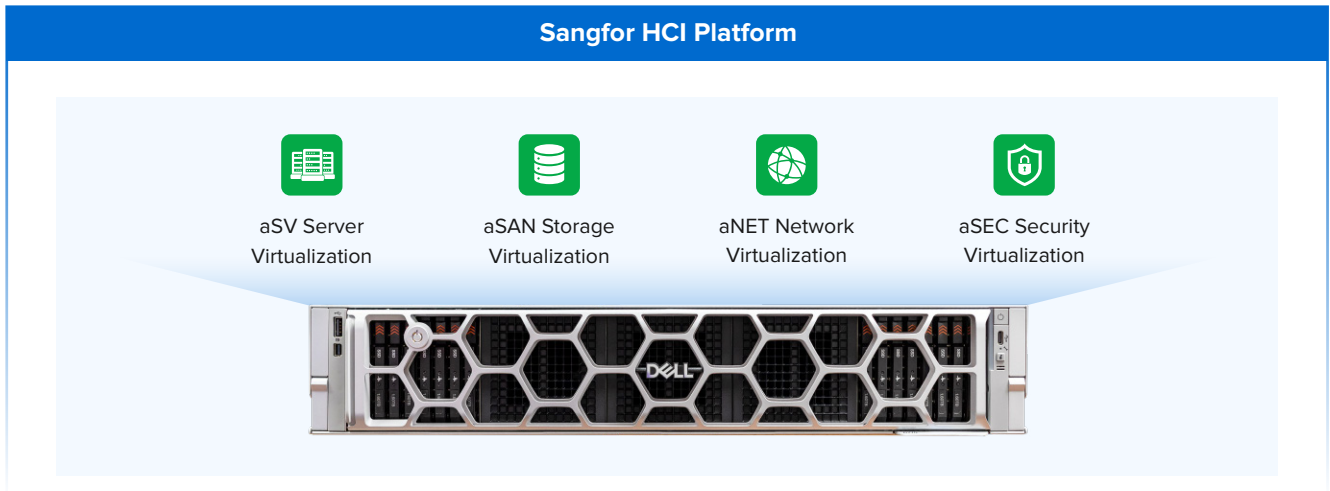 Sangfor HCI Platform
aSV Server
Virtualization
aSAN Storage
Virtualization
aNET Network
Virtualization
aSEC Security
Virtualization
DELL